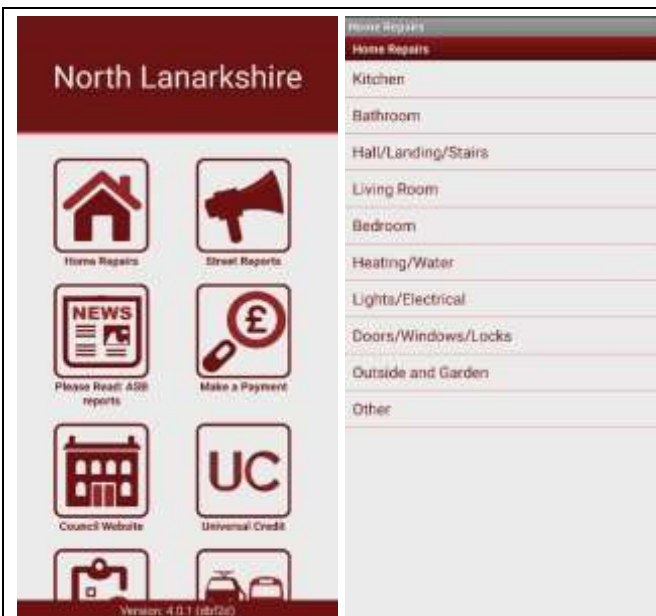 North Lanarkshire
Home Repairs
Street Reports
NEWS
£
Please Read: ASB
reports
Make a Payment
UC
Council Website
Universal Credit
Version: 4.0.1
Home Repairs
Home Repairs
Kitchen
Bathroom
Hall/Landing/Stairs
Living Room
Bedroom
Heating/Water
Lights/Electrical
Doors/Windows/Locks
Outside and Garden
Other